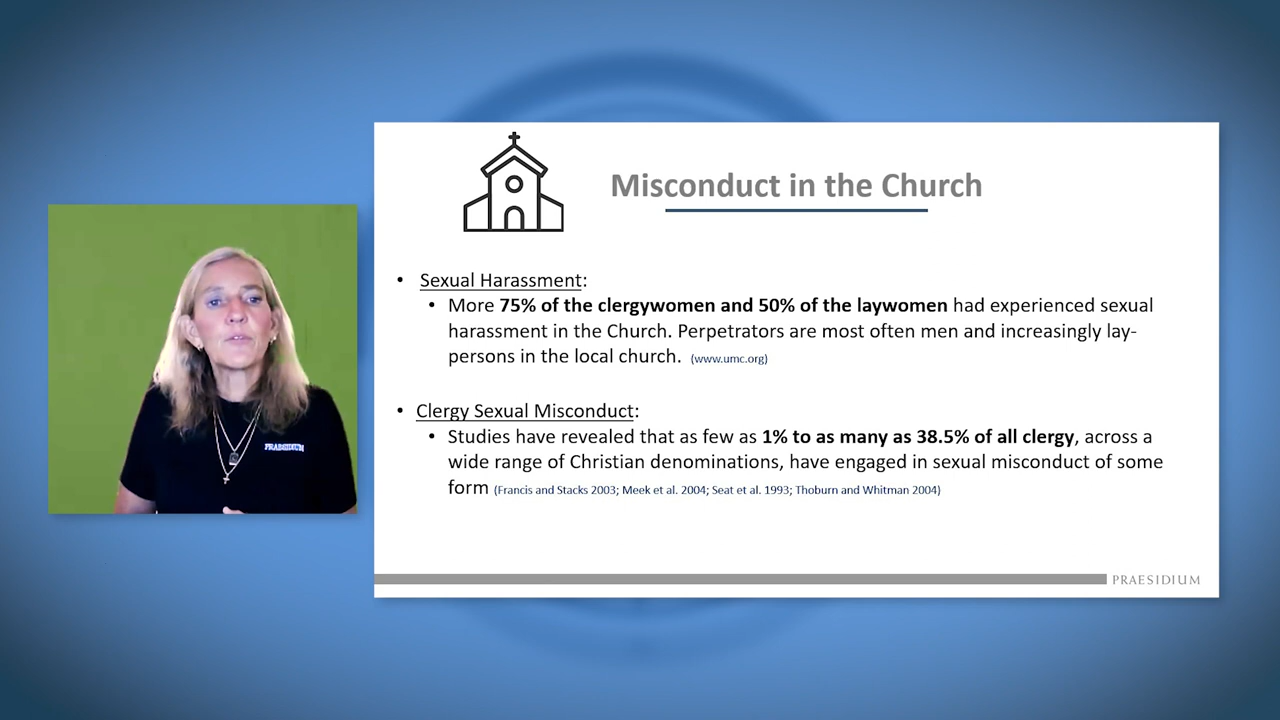 Misconduct in the Church
• Sexual Harassment:
• More 75% of the clergywomen and 50% of the laywomen had experienced sexual
harassment in the Church. Perpetrators are most often men and increasingly lay-
persons in the local church. (www.umc.org)
• Clergy Sexual Misconduct:
• Studies have revealed that as few as 1% to as many as 38.5% of all clergy, across a
wide range of Christian denominations, have engaged in sexual misconduct of some
form (Francis and Stacks 2003; Meek et al. 2004; Seat et al. 1993; Thoburn and Whitman 2004)
PRAESIDIUM
PRAESIDIUM